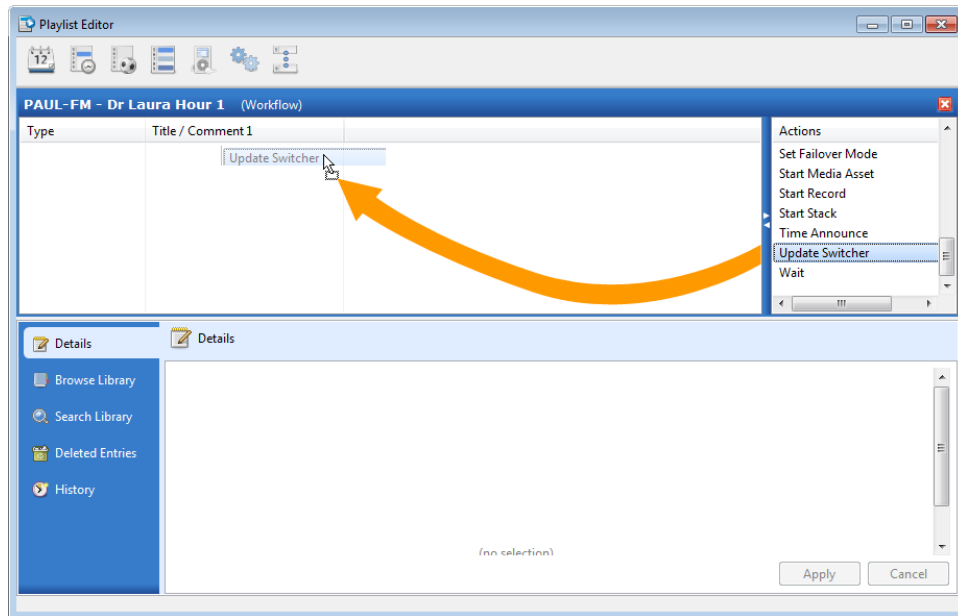 Playlist Editor
12
PAUL-FM - Dr Laura Hour 1 (Workflow)
Type Title / Comment 1 Actions
Update Switcher
Set Failover Mode
Start Media Asset
Start Record
Start Stack
Time Announce
Update Switcher
Wait
Details
Browse Library
Search Library
Deleted Entries
History
Details
(no selection)
Apply Cancel